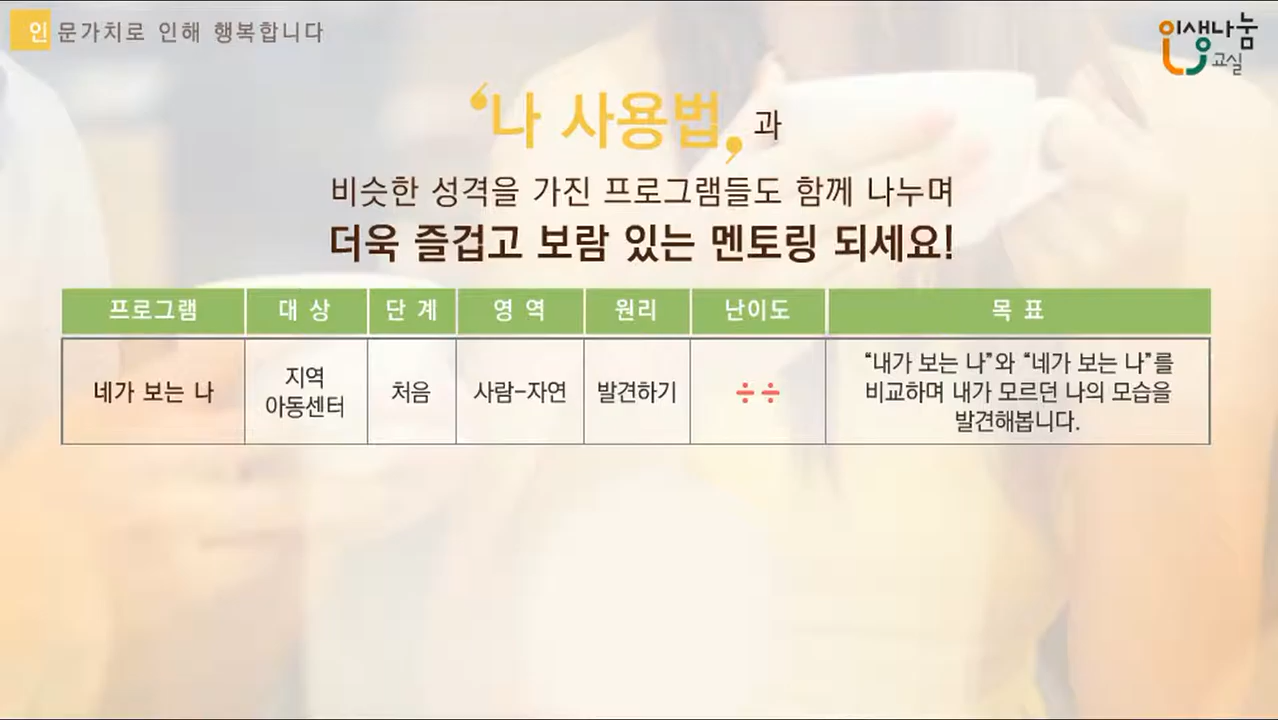 인문가치로 인해 행복합니다
인생나눔
교실
‘나 사용법’과
비슷한 성격을 가진 프로그램들도 함께 나누며
더욱 즐겁고 보람 있는 멘토링 되세요!
프로그램 대 상 단 계 영 역 원리 난이도 목 표
네가 보는 나 지역 아동센터 처음 사람-자연 발견하기 ÷÷ “내가 보는 나”와 “네가 보는 나”를
비교하며 내가 모르던 나의 모습을
발견해봅니다.